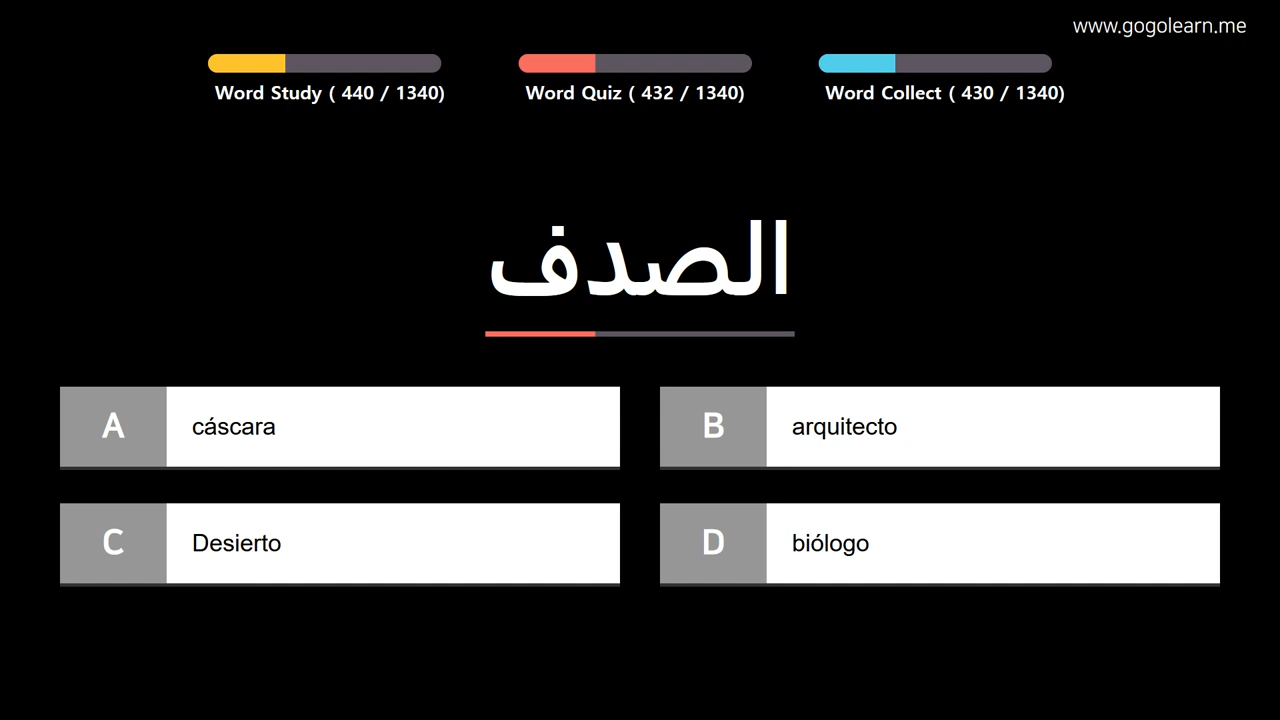 www.gogolearn.me
Word Study ( 440 / 1340)
Word Quiz ( 432 / 1340)
Word Collect ( 430 / 1340)
الصدف
A cáscara
B arquitecto
C Desierto
D biólogo